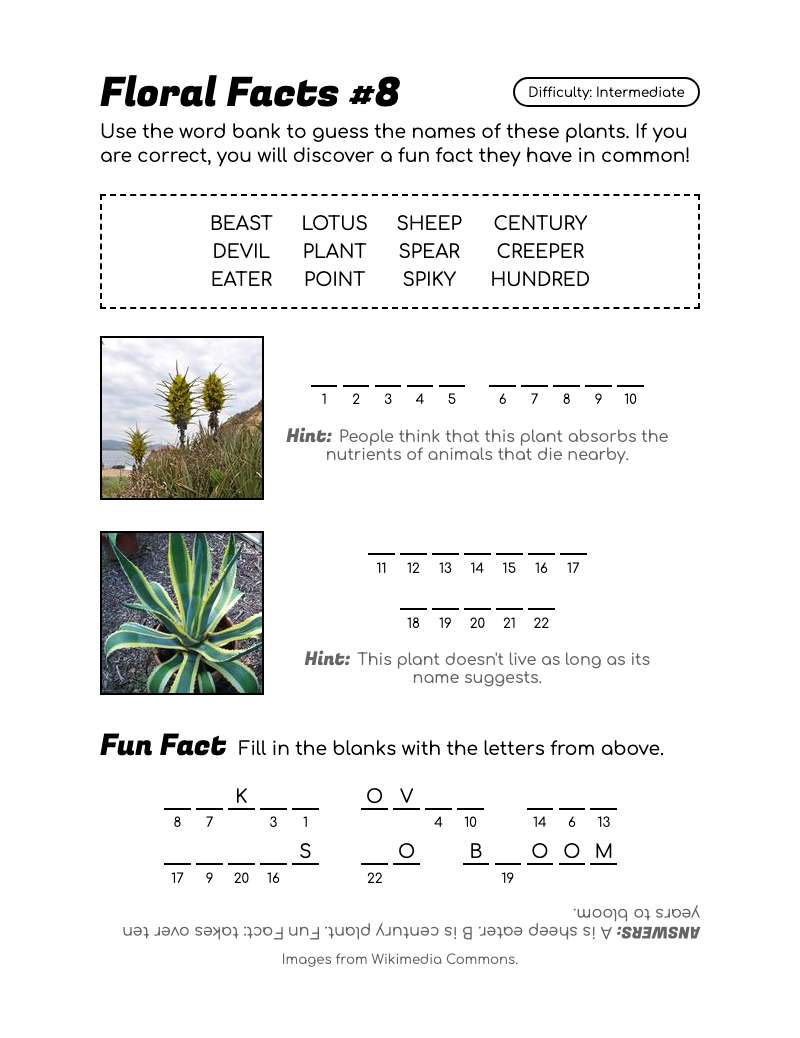 Floral Facts #8
Difficulty: Intermediate
Use the word bank to guess the names of these plants. If you
are correct, you will discover a fun fact they have in common!
BEAST LOTUS SHEEP CENTURY
DEVIL PLANT SPEAR CREEPER
EATER POINT SPIKY HUNDRED
1 2 3 4 5 6 7 8 9 10
Hint: People think that this plant absorbs the
nutrients of animals that die nearby.
11 12 13 14 15 16 17
18 19 20 21 22
Hint: This plant doesn't live as long as its
name suggests.
Fun Fact Fill in the blanks with the letters from above.
K O V
8 7 3 1 4 10 14 6 13
S O B O O M
17 9 20 16 22 19
ANSWERS: A is sheep eater. B is century plant. Fun Fact: takes over ten
years to bloom.
Images from Wikimedia Commons.